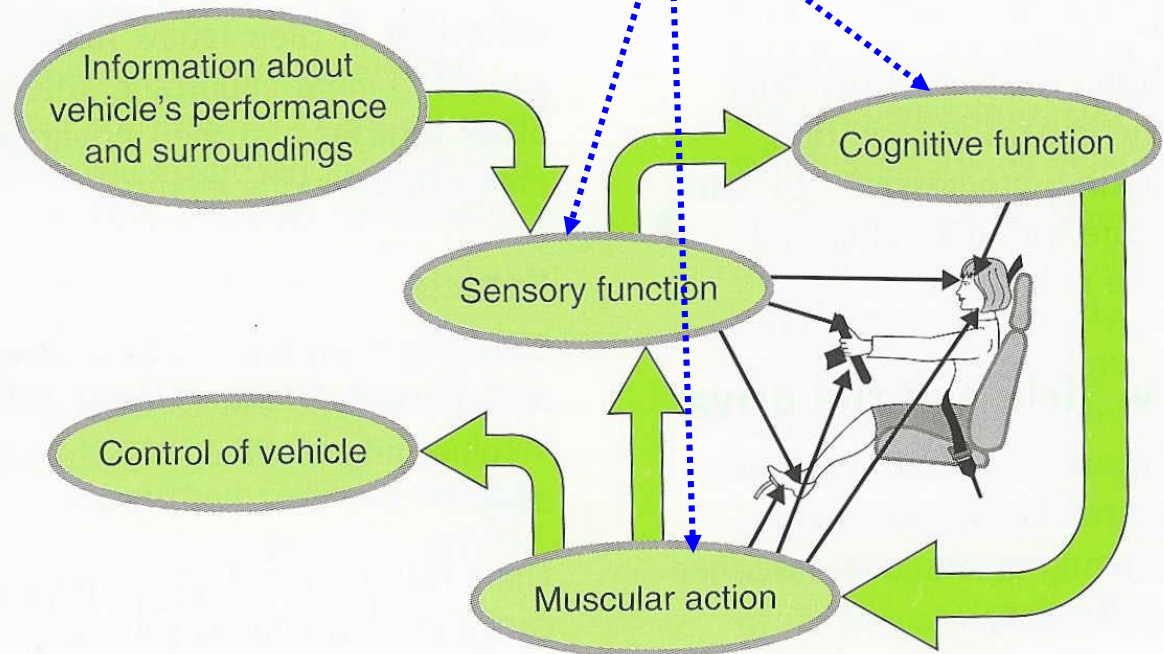 Information about
vehicle's performance
and surroundings
Cognitive function
Sensory function
Control of vehicle
Muscular action